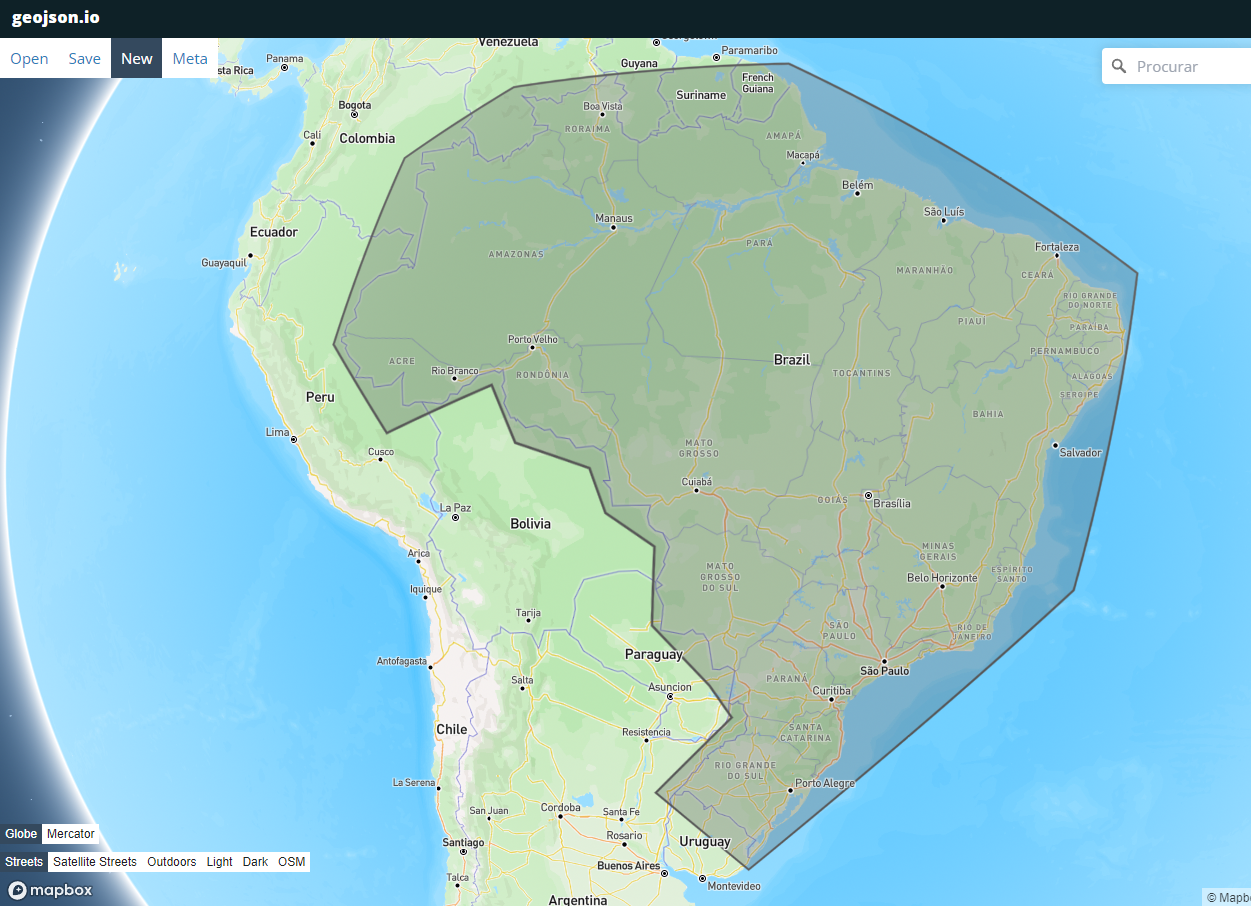 geojson.io
Open
Save
New
Meta
Procurar
Venezuela
Georgetown
Paramaribo
Panama
sta Rica
Guyana
French
Guiana
Suriname
Bogota
Boa Vista
RORAIMA
Cali
Colombia
AMAPÁ
Macapá
Belém
São Luís
Manaus
Ecuador
PARÁ
Fortaleza
Guayaquil
AMAZONAS
MARANHÃO
CEARÁ
RIO GRANDE
DO NORTE
PIAUÍ
PARAÍBA
Porto Velho
PERNAMBUCO
ACRE
Brazil
Rio Branco
RONDÔNIA
TOCANTINS
ALAGOAS
SERGIPE
Peru
BAHIA
Lima
MATO
GROSSO
Salvador
Cusco
Cuiabá
GOIÁS
Brasília
La Paz
Bolivia
Arica
MINAS
GERAIS
MATO
GROSSO
DO SUL
ESPÍRITO
SANTO
Belo Horizonte
Iquique
Tarija
SÃO
PAULO
RIO DE
JANEIRO
Antofagasta
Paraguay
São Paulo
Salta
PARANÁ
Asuncion
Curitiba
Chile
Resistencia
SANTA
CATARINA
RIO GRANDE
DO SUL
La Serena
Porto Alegre
San Juan
Cordoba
Santa Fe
Globe
Mercator
Rosario
Santiago
Uruguay
Streets
Satellite Streets
Outdoors
Light
Dark
OSM
Buenos Aires
Talca
Montevideo
mapbox
Argentina
© Mapb